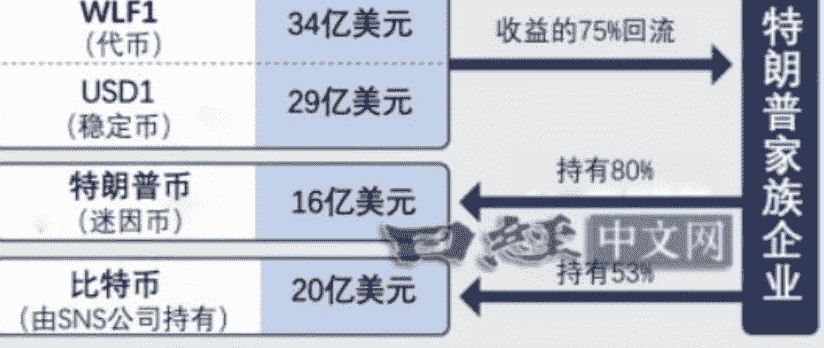 WLF1
(代币)
34亿美元
收益的75%回流
USD1
(稳定币)
29亿美元
特朗普币
(迷因币)
16亿美元
持有80%
比特币
(由SNS公司持有)
20亿美元
持有53%
特朗普家族企业
日经中文网